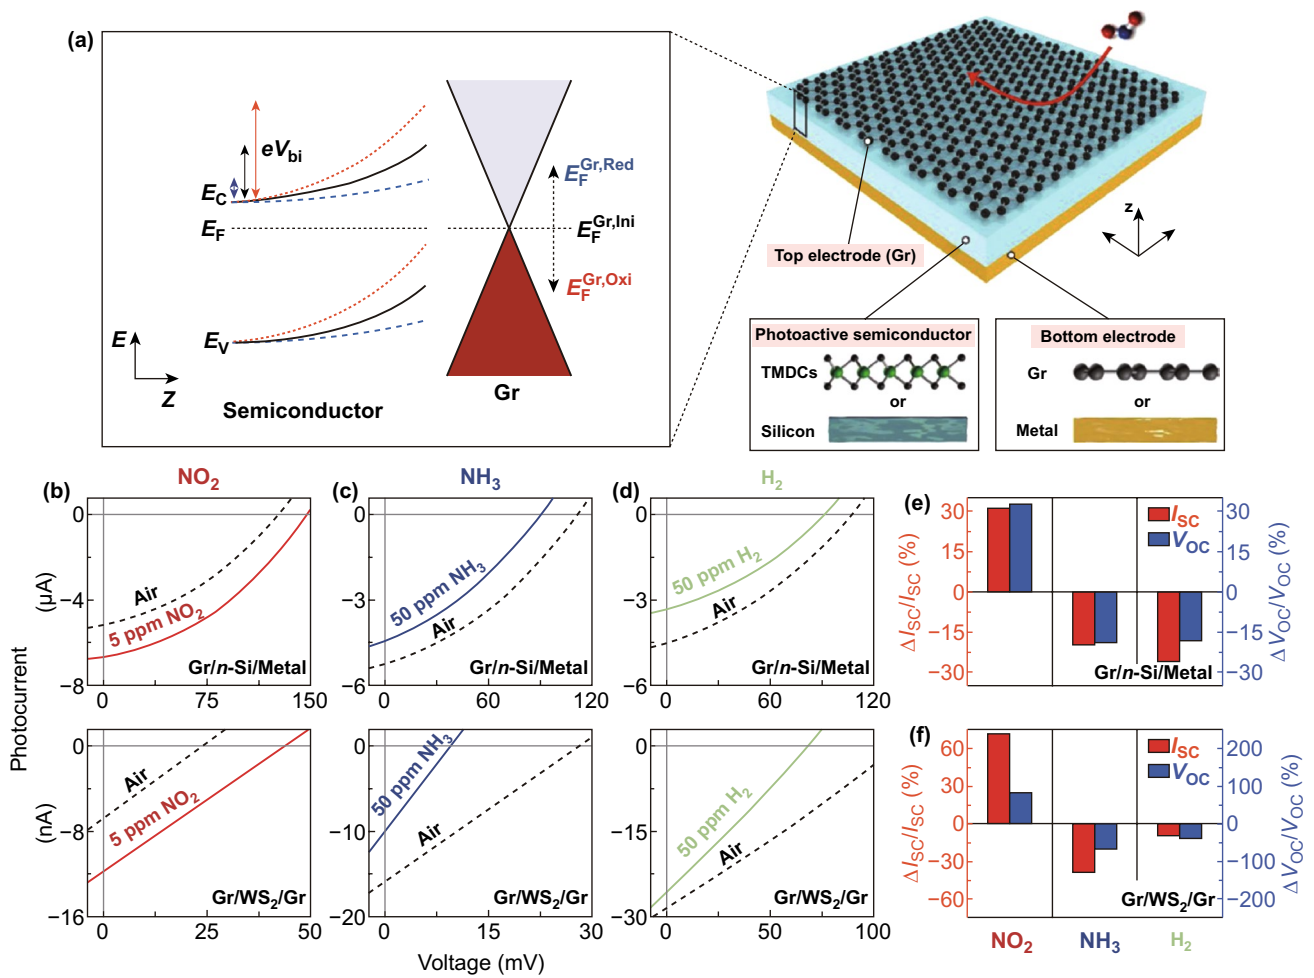 (a)
eV_bi
E_C
E_F
E_V
E
Z
Semiconductor
Gr
E_F^Gr,Red
E_F^Gr,Ini
E_F^Gr,Oxi
z
Top electrode (Gr)
Photoactive semiconductor
TMDCs
or
Silicon
Bottom electrode
Gr
or
Metal
Photocurrent
(µA)
(nA)
(b)
NO₂
0
−4
−8
Air
5 ppm NO₂
Gr/n-Si/Metal
0 75 150
(c)
NH₃
0
−3
−6
50 ppm NH₃
Air
Gr/n-Si/Metal
0 60 120
(d)
H₂
0
−3
−6
50 ppm H₂
Air
Gr/n-Si/Metal
0 60 120
(e)
ΔI_SC/I_SC (%)
30
15
0
−15
−30
I_SC
V_OC
Gr/n-Si/Metal
30
15
0
−15
−30
ΔV_OC/V_OC (%)
0
−8
−16
Air
5 ppm NO₂
Gr/WS₂/Gr
0 25 50
0
−10
−20
50 ppm NH₃
Air
Gr/WS₂/Gr
0 15 30
0
−15
−30
50 ppm H₂
Air
Gr/WS₂/Gr
0 50 100
Voltage (mV)
(f)
ΔI_SC/I_SC (%)
60
30
0
−30
−60
I_SC
V_OC
Gr/WS₂/Gr
200
100
0
−100
−200
ΔV_OC/V_OC (%)
NO₂ NH₃ H₂